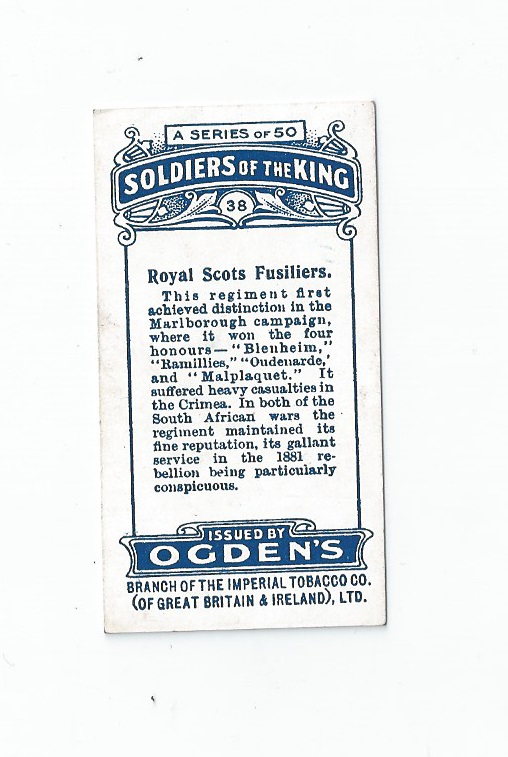 A SERIES OF 50
SOLDIERS OF THE KING
38
Royal Scots Fusiliers.
This regiment first
achieved distinction in the
Marlborough campaign,
where it won the four
honours—"Blenheim,"
"Ramillies," "Oudenarde,'
and "Malplaquet." It
suffered heavy casualties in
the Crimea. In both of the
South African wars the
regiment maintained its
fine reputation, its gallant
service in the 1881 re-
bellion being particularly
conspicuous.
ISSUED BY
OGDEN'S
BRANCH OF THE IMPERIAL TOBACCO CO.
(OF GREAT BRITAIN & IRELAND), LTD.